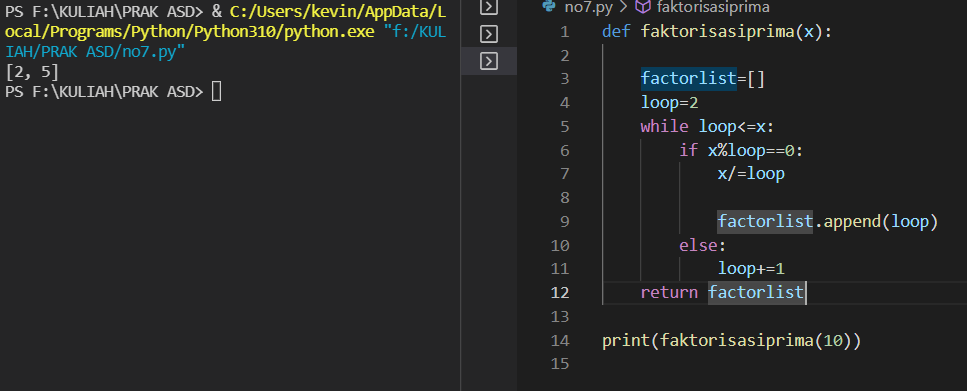 PS F:\KULIAH\PRAK ASD> & C:/Users/kevin/AppData/L
ocal/Programs/Python/Python310/python.exe "f:/KUL
IAH/PRAK ASD/no7.py"
[2, 5]
PS F:\KULIAH\PRAK ASD>
no7.py > faktorisasiprima
1 def faktorisasiprima(x):
2
3     factorlist=[]
4     loop=2
5     while loop<=x:
6         if x%loop==0:
7             x/=loop
8
9             factorlist.append(loop)
10         else:
11             loop+=1
12     return factorlist
13
14 print(faktorisasiprima(10))
15